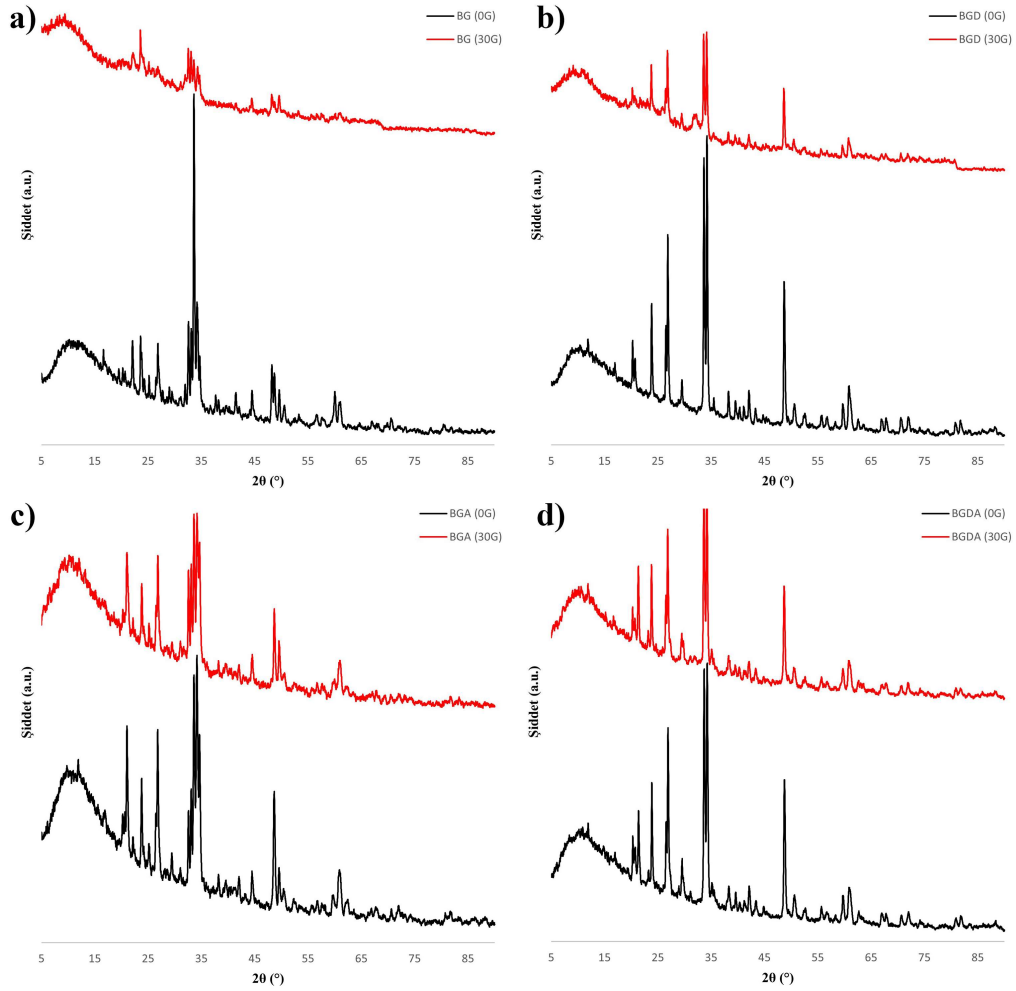 a)
BG (0G)
BG (30G)
Şiddet (a.u.)
5 15 25 35 45 55 65 75 85
2θ (°)
b)
BGD (0G)
BGD (30G)
Şiddet (a.u.)
5 15 25 35 45 55 65 75 85
2θ (°)
c)
BGA (0G)
BGA (30G)
Şiddet (a.u.)
5 15 25 35 45 55 65 75 85
2θ (°)
d)
BGDA (0G)
BGDA (30G)
Şiddet (a.u.)
5 15 25 35 45 55 65 75 85
2θ (°)